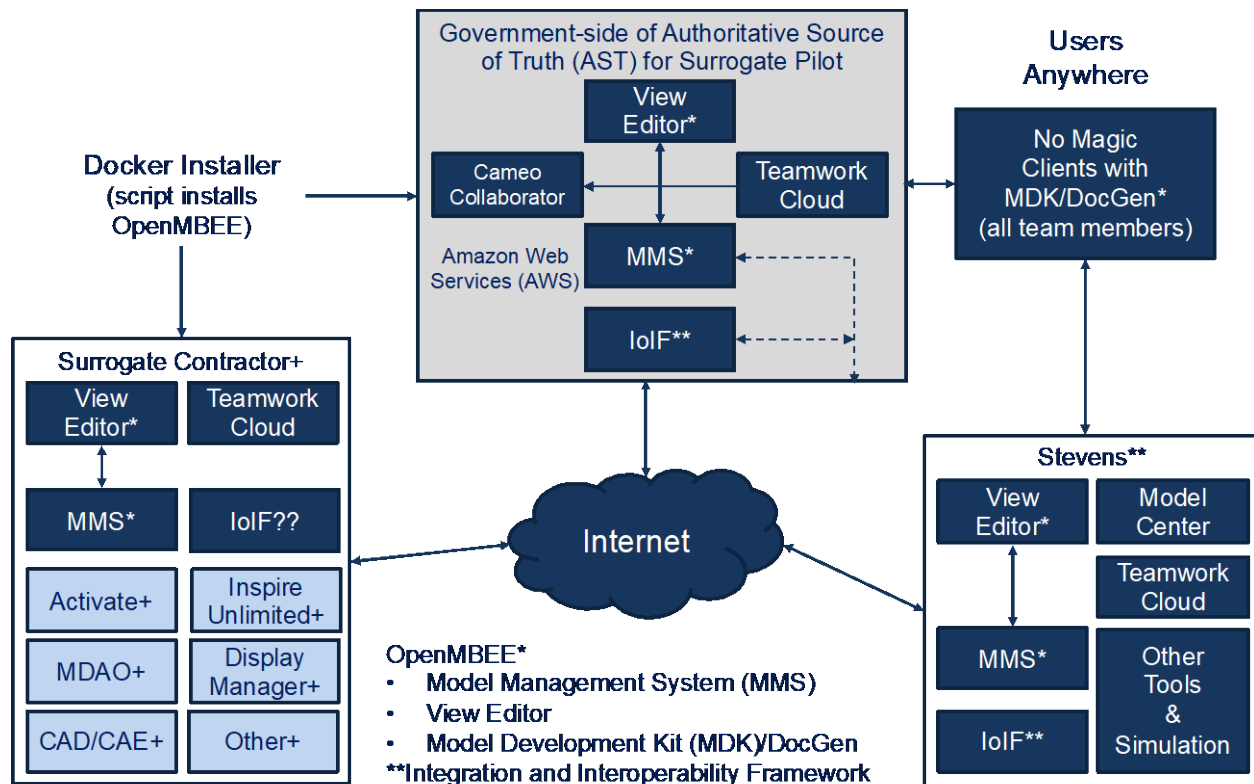 Government-side of Authoritative Source
of Truth (AST) for Surrogate Pilot
View
Editor*
Cameo
Collaborator
Teamwork
Cloud
Amazon Web
Services (AWS)
MMS*
IoIF**
Users
Anywhere
No Magic
Clients with
MDK/DocGen*
(all team members)
Docker Installer
(script installs
OpenMBEE)
Surrogate Contractor+
View
Editor*
Teamwork
Cloud
MMS*
IoIF??
Activate+
Inspire
Unlimited+
MDAO+
Display
Manager+
CAD/CAE+
Other+
Internet
Stevens**
View
Editor*
Model
Center
Teamwork
Cloud
MMS*
Other
Tools
&
Simulation
IoIF**
OpenMBEE*
• Model Management System (MMS)
• View Editor
• Model Development Kit (MDK)/DocGen
**Integration and Interoperability Framework